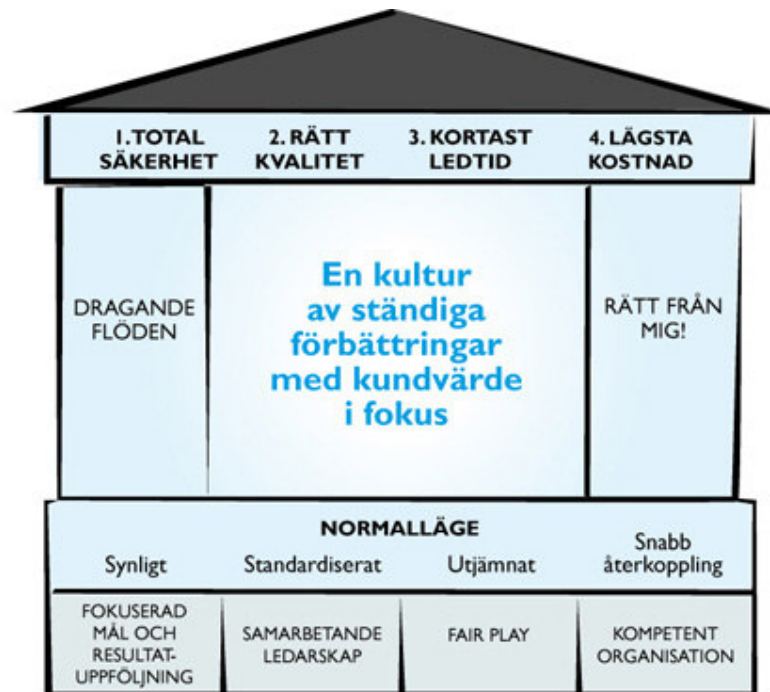 1. TOTAL SÄKERHET
2. RÄTT KVALITET
3. KORTAST LEDTID
4. LÄGSTA KOSTNAD
DRAGANDE
FLÖDEN
En kultur
av ständiga
förbättringar
med kundvärde
i fokus
RÄTT FRÅN
MIG!
NORMALLÄGE
Synligt
Standardiserat
Utjämnat
Snabb
återkoppling
FOKUSERAD
MÅL OCH
RESULTAT-
UPPFÖLJNING
SAMARBETANDE
LEDARSKAP
FAIR PLAY
KOMPETENT
ORGANISATION